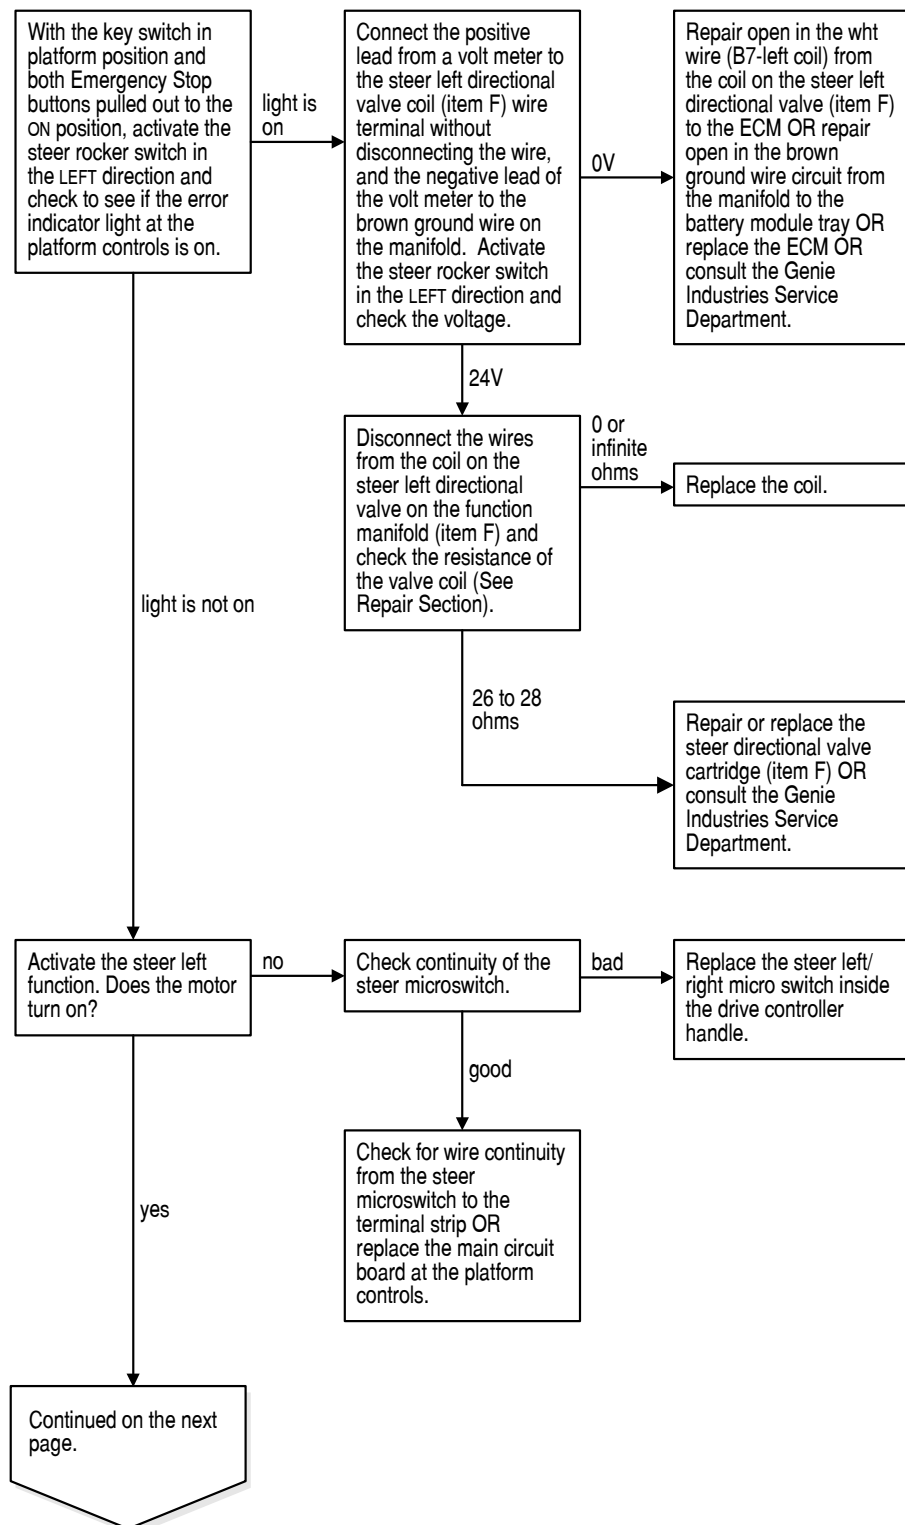 With the key switch in
platform position and
both Emergency Stop
buttons pulled out to the
ON position, activate the
steer rocker switch in
the LEFT direction and
check to see if the error
indicator light at the
platform controls is on.
light is
on
Connect the positive
lead from a volt meter to
the steer left directional
valve coil (item F) wire
terminal without
disconnecting the wire,
and the negative lead of
the volt meter to the
brown ground wire on
the manifold. Activate
the steer rocker switch
in the LEFT direction and
check the voltage.
0V
Repair open in the wht
wire (B7-left coil) from
the coil on the steer left
directional valve (item F)
to the ECM OR repair
open in the brown
ground wire circuit from
the manifold to the
battery module tray OR
replace the ECM OR
consult the Genie
Industries Service
Department.
24V
Disconnect the wires
from the coil on the
steer left directional
valve on the function
manifold (item F) and
check the resistance of
the valve coil (See
Repair Section).
0 or
infinite
ohms
Replace the coil.
light is not on
26 to 28
ohms
Repair or replace the
steer directional valve
cartridge (item F) OR
consult the Genie
Industries Service
Department.
Activate the steer left
function. Does the motor
turn on?
no
Check continuity of the
steer microswitch.
bad
Replace the steer left/
right micro switch inside
the drive controller
handle.
good
Check for wire continuity
from the steer
microswitch to the
terminal strip OR
replace the main circuit
board at the platform
controls.
yes
Continued on the next
page.